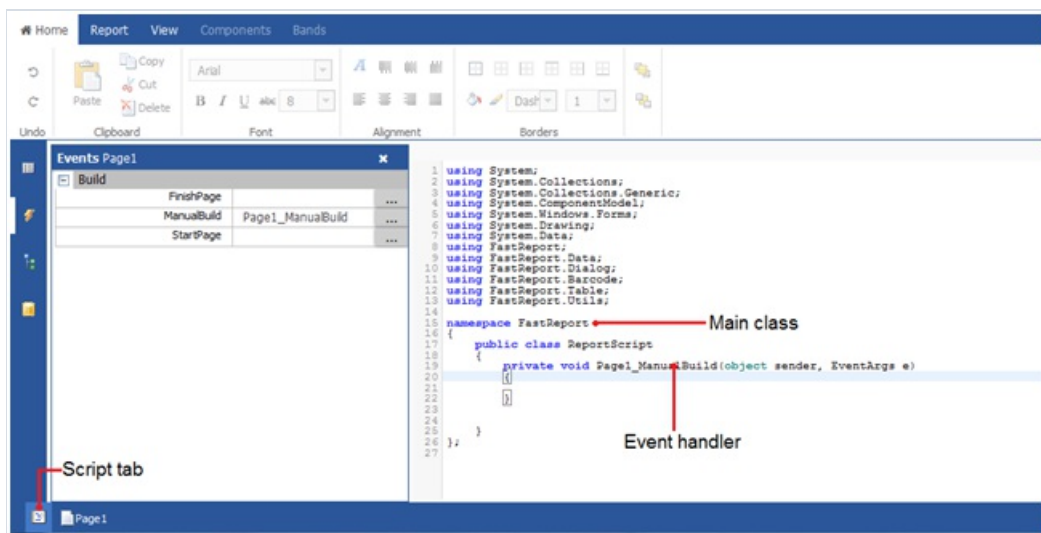 Home Report View Components Bands
Copy
Cut
Paste Delete
Arial
B I U abc 8
Dash 1
Undo Clipboard Font Alignment Borders
Events Page1 ×
Build
FinishPage ...
ManualBuild Page1_ManualBuild ...
StartPage ...
1 using System;
2 using System.Collections;
3 using System.Collections.Generic;
4 using System.ComponentModel;
5 using System.Windows.Forms;
6 using System.Drawing;
7 using System.Data;
8 using FastReport;
9 using FastReport.Data;
10 using FastReport.Dialog;
11 using FastReport.Barcode;
12 using FastReport.Table;
13 using FastReport.Utils;
14
15 namespace FastReport Main class
16 {
17 public class ReportScript
18 {
19 private void Page1_ManualBuild(object sender, EventArgs e)
20 {
21
22 }
23
24
25 }
26 };
27
Event handler
Script tab
Page1